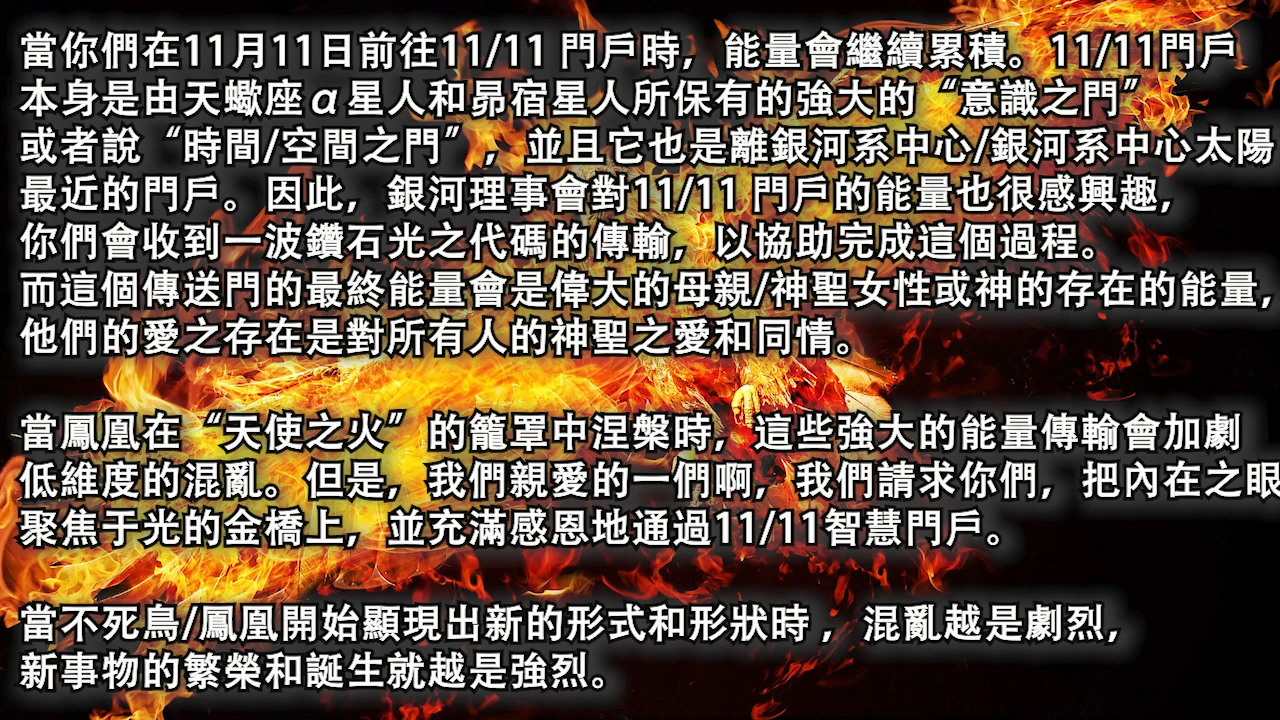 當你們在11月11日前往11/11 門戶時，能量會繼續累積。11/11門戶
本身是由天蠍座α星人和昴宿星人所保有的強大的“意識之門”
或者說“時間/空間之門”，並且它也是離銀河系中心/銀河系中心太陽
最近的門戶。因此，銀河理事會對11/11 門戶的能量也很感興趣，
你們會收到一波鑽石光之代碼的傳輸，以協助完成這個過程。
而這個傳送門的最終能量會是偉大的母親/神聖女性或神的存在的能量，
他們的愛之存在是對所有人的神聖之愛和同情。
當鳳凰在“天使之火”的籠罩中涅槃時，這些強大的能量傳輸會加劇
低維度的混亂。但是，我們親愛的一們啊，我們請求你們，把內在之眼
聚焦于光的金橋上，並充滿感恩地通過11/11智慧門戶。
當不死鳥/鳳凰開始顯現出新的形式和形狀時，混亂越是劇烈，
新事物的繁榮和誕生就越是強烈。